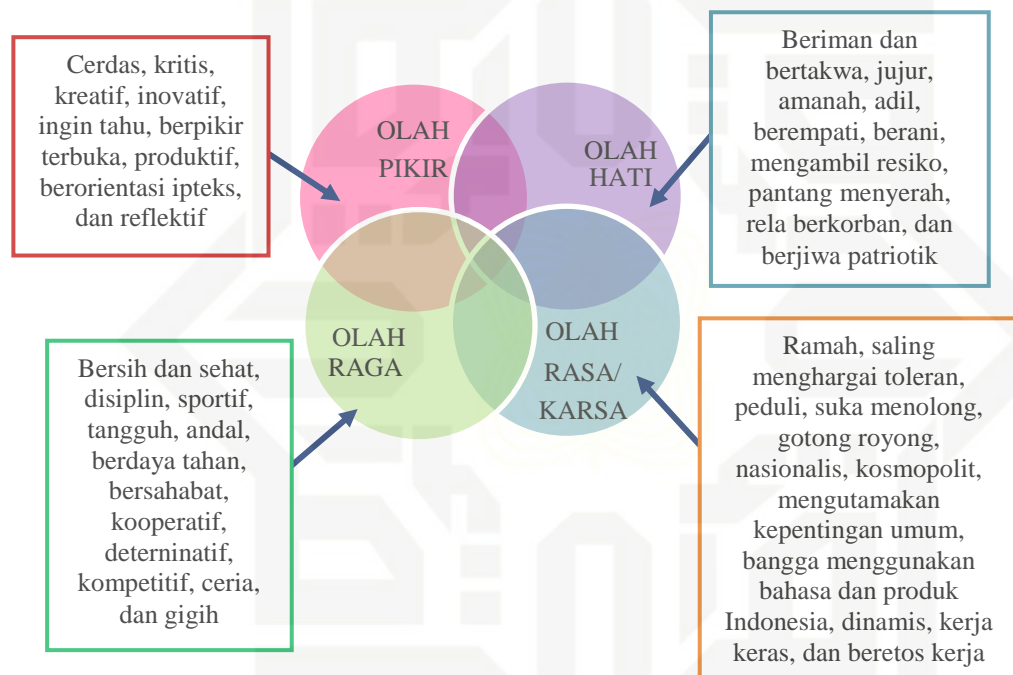 Cerdas, kritis,
kreatif, inovatif,
ingin tahu, berpikir
terbuka, produktif,
berorientasi ipteks,
dan reflektif
OLAH
PIKIR
OLAH
HATI
Beriman dan
bertakwa, jujur,
amanah, adil,
berempati, berani,
mengambil resiko,
pantang menyerah,
rela berkorban, dan
berjiwa patriotik
Bersih dan sehat,
disiplin, sportif,
tangguh, andal,
berdaya tahan,
bersahabat,
kooperatif,
deterninatif,
kompetitif, ceria,
dan gigih
OLAH
RAGA
OLAH
RASA/
KARSA
Ramah, saling
menghargai toleran,
peduli, suka menolong,
gotong royong,
nasionalis, kosmopolit,
mengutamakan
kepentingan umum,
bangga menggunakan
bahasa dan produk
Indonesia, dinamis, kerja
keras, dan beretos kerja